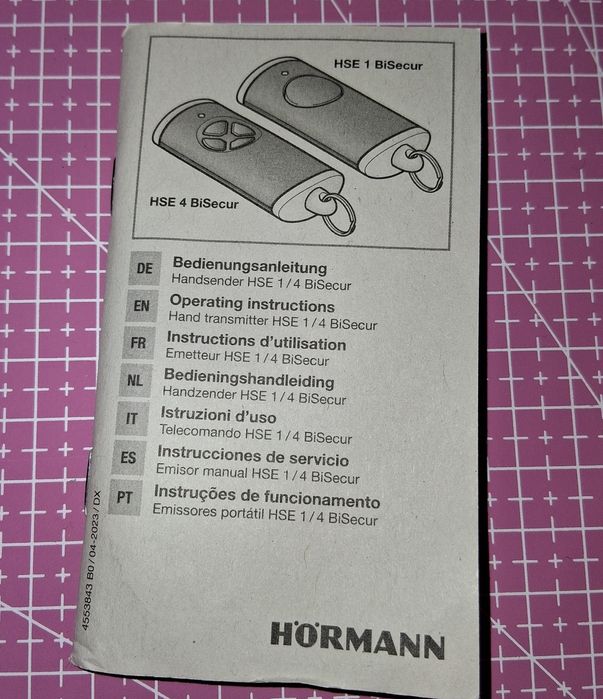 HSE 1 BiSecur
HSE 4 BiSecur
DE Bedienungsanleitung
Handsender HSE 1/4 BiSecur
EN Operating instructions
Hand transmitter HSE 1/4 BiSecur
FR Instructions d'utilisation
Emetteur HSE 1/4 BiSecur
NL Bedieningshandleiding
Handzender HSE 1/4 BiSecur
IT Istruzioni d'uso
Telecomando HSE 1/4 BiSecur
ES Instrucciones de servicio
Emisor manual HSE 1/4 BiSecur
PT Instruções de funcionamento
Emissores portátil HSE 1/4 BiSecur
4553843 B0/04-2023/DX
HÖRMANN